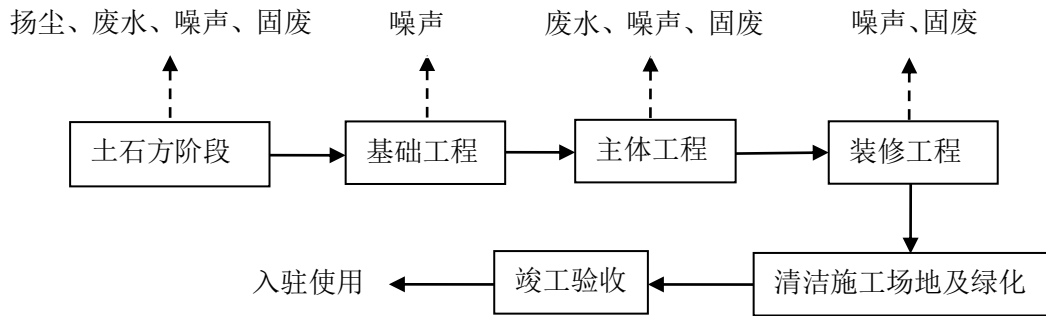 扬尘、废水、噪声、固废
噪声
废水、噪声、固废
噪声、固废
土石方阶段
基础工程
主体工程
装修工程
入驻使用
竣工验收
清洁施工场地及绿化